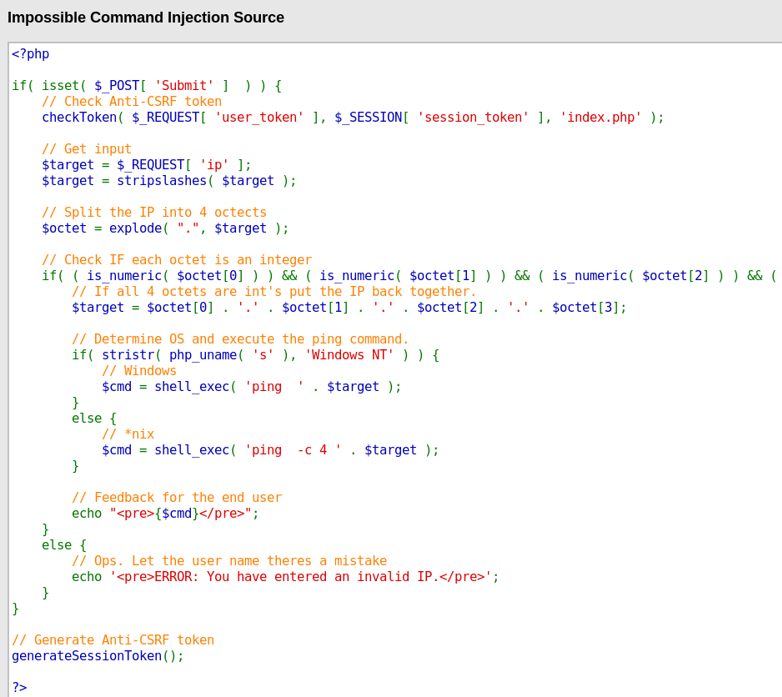 Impossible Command Injection Source
<?php
if( isset( $_POST[ 'Submit' ]  ) ) {
    // Check Anti-CSRF token
    checkToken( $_REQUEST[ 'user_token' ], $_SESSION[ 'session_token' ], 'index.php' );
    // Get input
    $target = $_REQUEST[ 'ip' ];
    $target = stripslashes( $target );
    // Split the IP into 4 octects
    $octet = explode( ".", $target );
    // Check IF each octet is an integer
    if( ( is_numeric( $octet[0] ) ) && ( is_numeric( $octet[1] ) ) && ( is_numeric( $octet[2] ) ) && (
        // If all 4 octets are int's put the IP back together.
        $target = $octet[0] . '.' . $octet[1] . '.' . $octet[2] . '.' . $octet[3];
        // Determine OS and execute the ping command.
        if( stristr( php_uname( 's' ), 'Windows NT' ) ) {
            // Windows
            $cmd = shell_exec( 'ping  ' . $target );
        }
        else {
            // *nix
            $cmd = shell_exec( 'ping  -c 4 ' . $target );
        }
        // Feedback for the end user
        echo "<pre>{$cmd}</pre>";
    }
    else {
        // Ops. Let the user name theres a mistake
        echo '<pre>ERROR: You have entered an invalid IP.</pre>';
    }
}
// Generate Anti-CSRF token
generateSessionToken();
?>